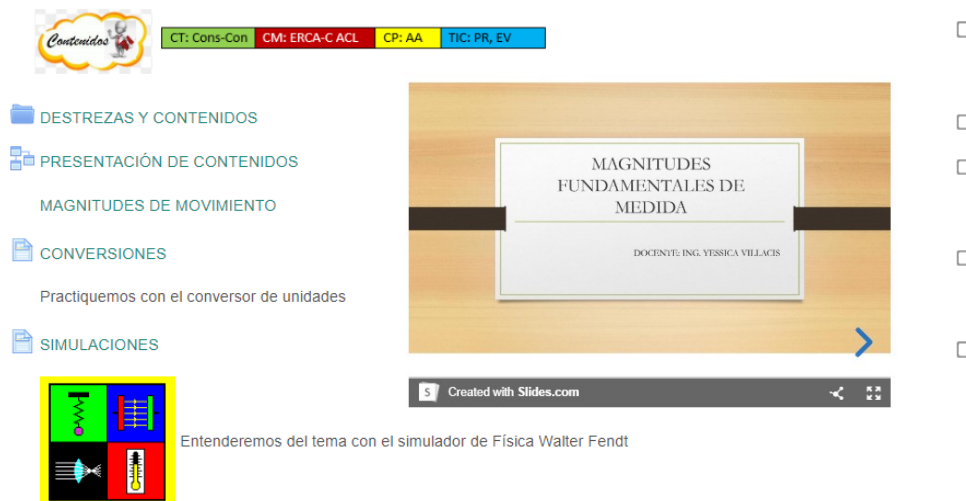 Contenidos
CT: Cons-Con CM: ERCA-C ACL CP: AA TIC: PR, EV
DESTREZAS Y CONTENIDOS
PRESENTACIÓN DE CONTENIDOS
MAGNITUDES DE MOVIMIENTO
CONVERSIONES
Practiquemos con el conversor de unidades
SIMULACIONES
MAGNITUDES
FUNDAMENTALES DE
MEDIDA
DOCENTE: ING. YESSICA VILLACIS
S Created with Slides.com
Entenderemos del tema con el simulador de Física Walter Fendt